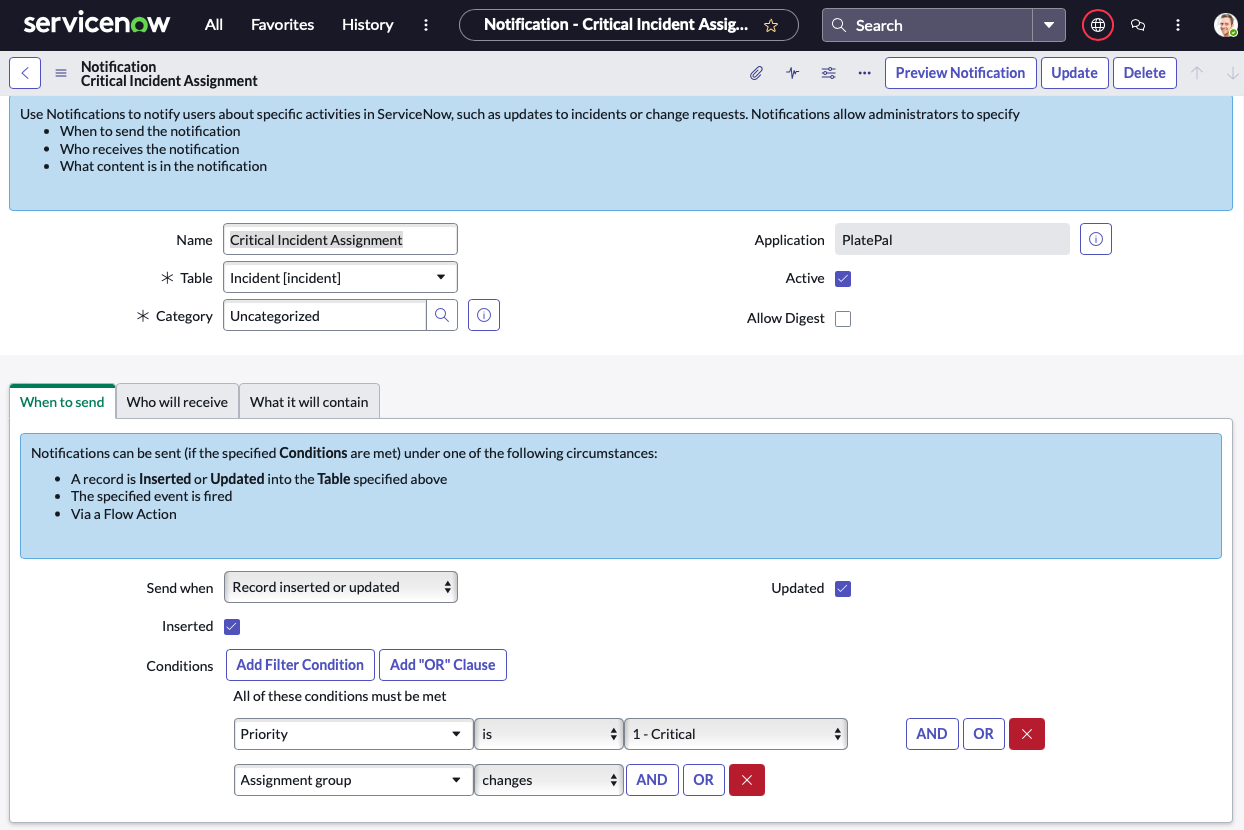 servicenow All Favorites History Notification - Critical Incident Assig... Search
Notification
Critical Incident Assignment
Preview Notification Update Delete
Use Notifications to notify users about specific activities in ServiceNow, such as updates to incidents or change requests. Notifications allow administrators to specify
• When to send the notification
• Who receives the notification
• What content is in the notification
Name Critical Incident Assignment Application PlatePal
Table Incident [incident] Active
Category Uncategorized Allow Digest
When to send Who will receive What it will contain
Notifications can be sent (if the specified Conditions are met) under one of the following circumstances:
• A record is Inserted or Updated into the Table specified above
• The specified event is fired
• Via a Flow Action
Send when Record inserted or updated Updated
Inserted
Conditions Add Filter Condition Add "OR" Clause
All of these conditions must be met
Priority is 1 - Critical AND OR
Assignment group changes AND OR